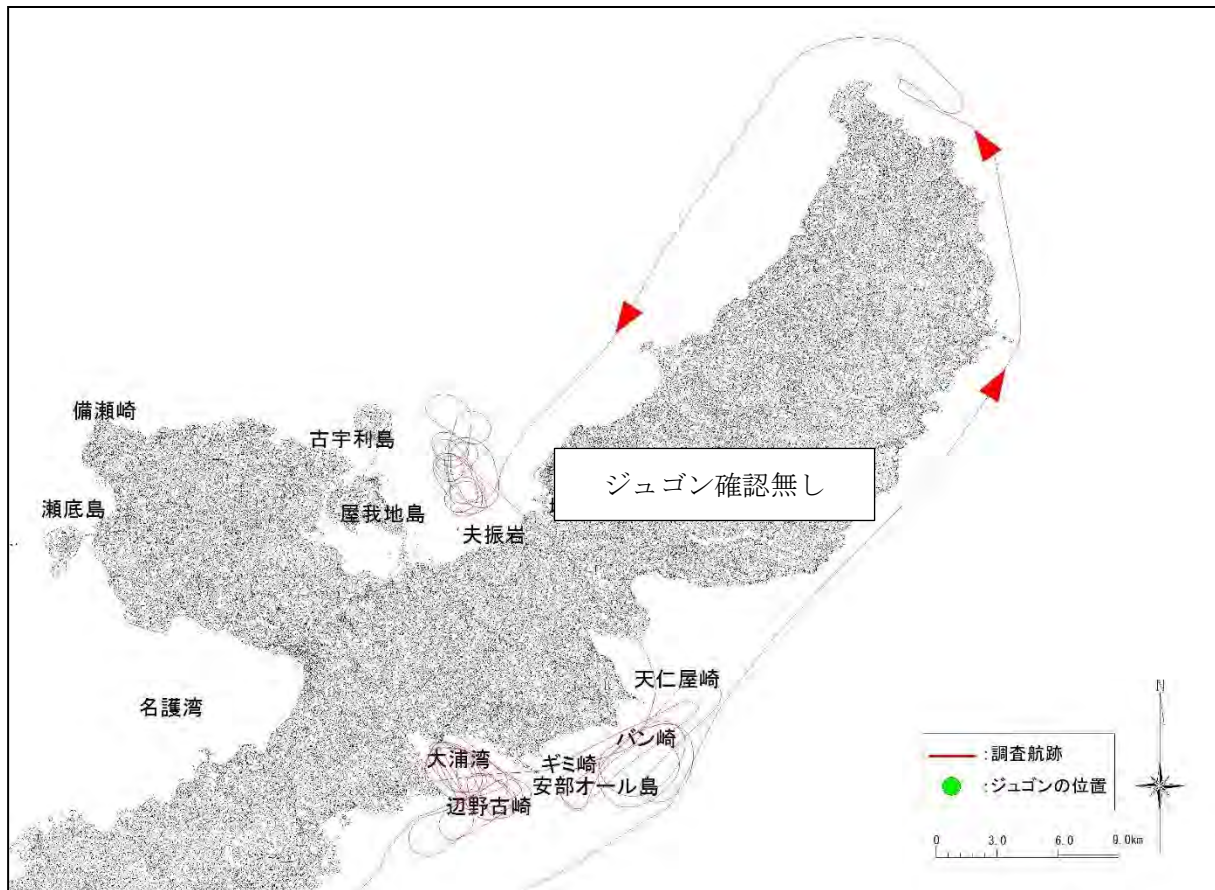 備瀬崎
古宇利島
瀬底島
屋我地島
ジュゴン確認無し
夫振岩
天仁屋崎
名護湾
バン崎
大浦湾
ギミ崎
安部オール島
辺野古崎
N
:調査航跡
:ジュゴンの位置
0 3.0 6.0 9.0km